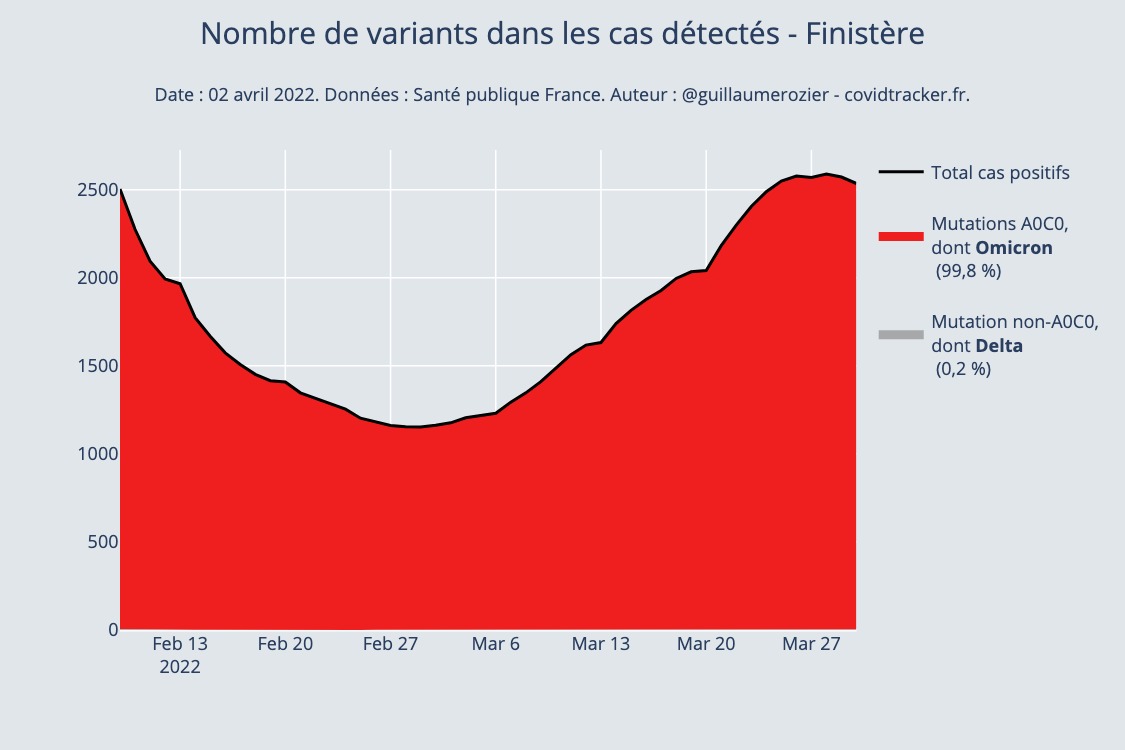 Nombre de variants dans les cas détectés - Finistère
Date : 02 avril 2022. Données : Santé publique France. Auteur : @guillaumerozier - covidtracker.fr.
Total cas positifs
Mutations A0C0,
dont Omicron
(99,8 %)
Mutation non-A0C0,
dont Delta
(0,2 %)
2500
2000
1500
1000
500
0
Feb 13
2022
Feb 20
Feb 27
Mar 6
Mar 13
Mar 20
Mar 27